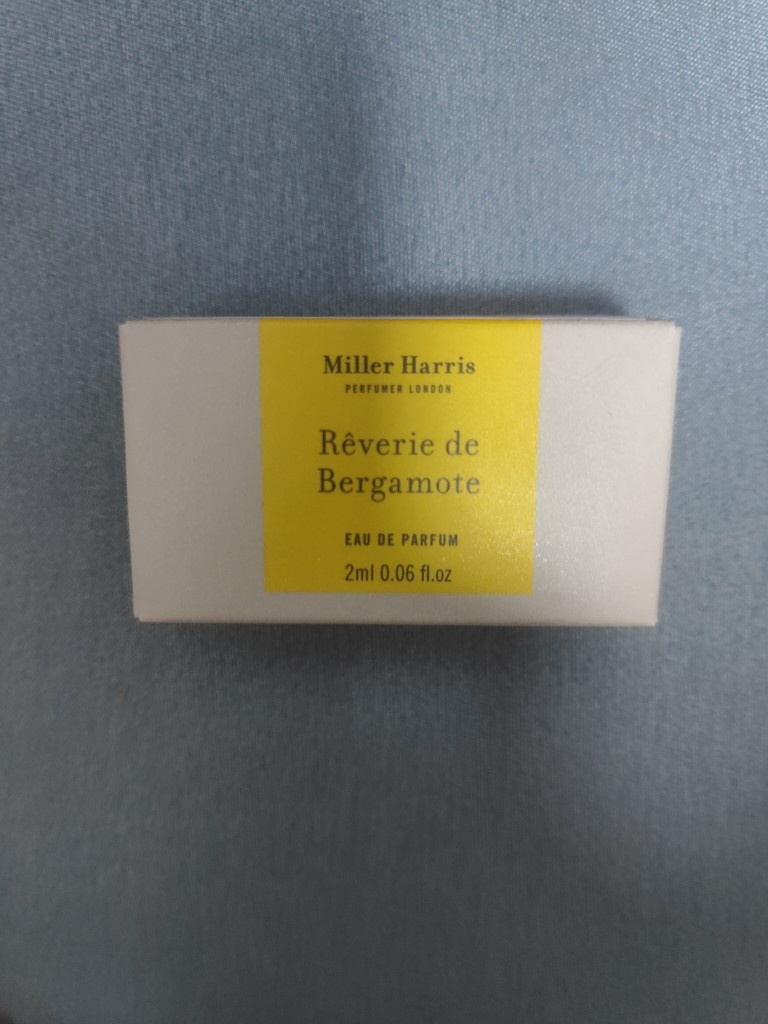 Miller Harris
PERFUMER LONDON
Rêverie de
Bergamote
EAU DE PARFUM
2ml 0.06 fl.oz